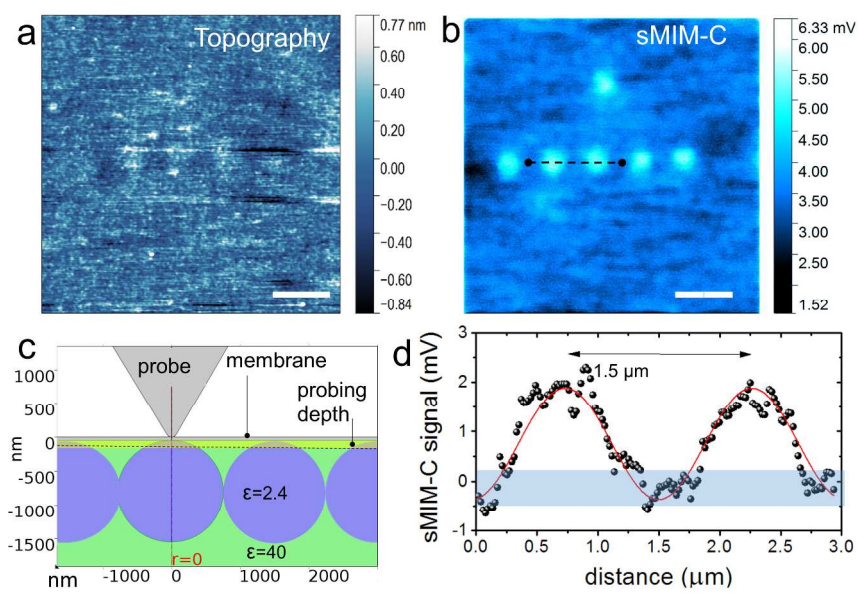 a
Topography
0.77 nm
0.60
0.40
0.20
0.00
−0.20
−0.40
−0.60
−0.84
b
sMIM-C
6.33 mV
6.00
5.50
5.00
4.50
4.00
3.50
3.00
2.50
1.52
c
probe
membrane
probing
depth
1000
500
0
-500
-1000
-1500
nm
ε=2.4
ε=40
r=0
nm
-1000
0
1000
2000
d
1.5 µm
sMIM-C signal (mV)
3
2
1
0
-1
0.0
0.5
1.0
1.5
2.0
2.5
3.0
distance (µm)